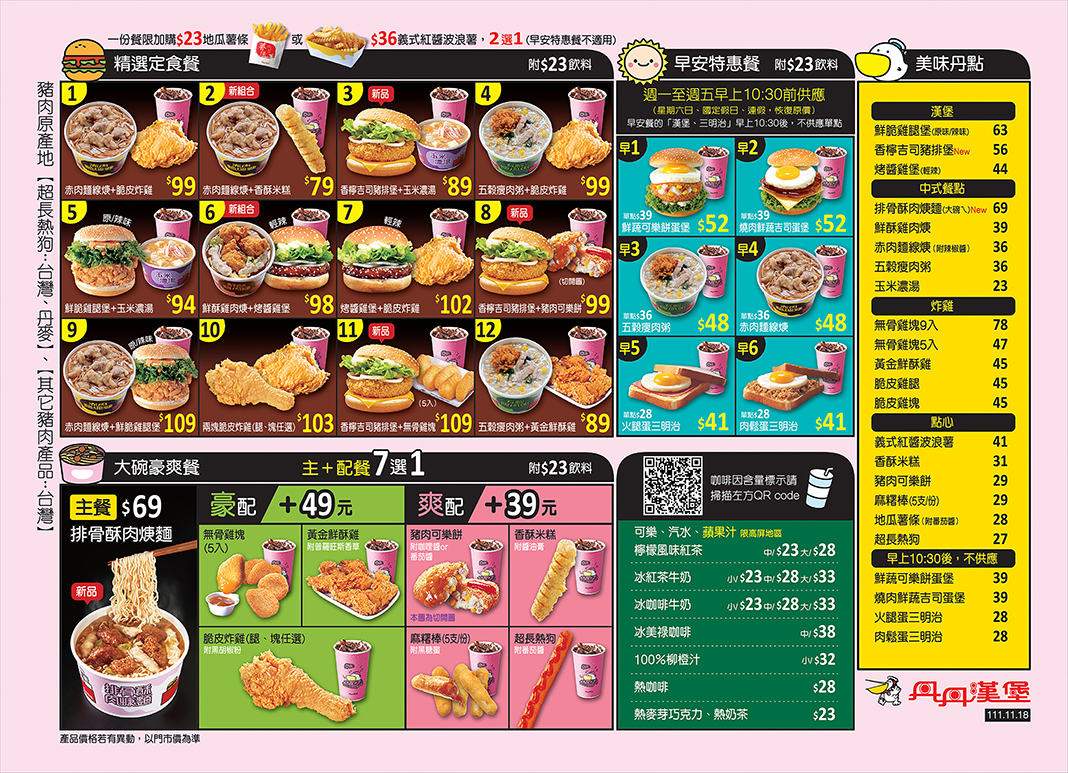 一份餐限加購$23地瓜薯條 或 $36義式紅醬波浪薯，2選1(早安特惠餐不適用)
豬肉原產地【超長熱狗:台灣、丹麥】、【其它豬肉產品:台灣】
精選定食餐 附$23飲料
1
赤肉麵線焿+脆皮炸雞 $99
2 新組合
赤肉麵線焿+香酥米糕 $79
3 新品
香檸吉司豬排堡+玉米濃湯 $89
4
五穀瘦肉粥+脆皮炸雞 $99
5 原/辣味
鮮脆雞腿堡+玉米濃湯 $94
6 新組合 輕辣
鮮酥雞肉焿+烤醬雞堡 $98
7 輕辣
烤醬雞堡+脆皮炸雞 $102
8 新品
(切開圖)
香檸吉司豬排堡+豬肉可樂餅 $99
9 原/辣味
赤肉麵線焿+鮮脆雞腿堡 $109
10
兩塊脆皮炸雞(腿、塊任選) $103
11 新品
(5入)
香檸吉司豬排堡+無骨雞塊 $109
12
五穀瘦肉粥+黃金鮮酥雞 $89
早安特惠餐 附$23飲料
週一至週五早上10:30前供應
(星期六日、國定假日、連假，恢復原價)
早安餐的「漢堡、三明治」早上10:30後，不供應單點
早1
單點$39
鮮蔬可樂餅蛋堡 $52
早2
單點$39
燒肉鮮蔬吉司蛋堡 $52
早3
單點$36
五穀瘦肉粥 $48
早4
單點$36
赤肉麵線焿 $48
早5
單點$28
火腿蛋三明治 $41
早6
單點$28
肉鬆蛋三明治 $41
美味丹點
漢堡
鮮脆雞腿堡(原味/辣味) 63
香檸吉司豬排堡New 56
烤醬雞堡(輕辣) 44
中式餐點
排骨酥肉焿麵(大碗ㄟ)New 69
鮮酥雞肉焿 39
赤肉麵線焿(附辣椒醬) 36
五穀瘦肉粥 36
玉米濃湯 23
炸雞
無骨雞塊9入 78
無骨雞塊5入 47
黃金鮮酥雞 45
脆皮雞腿 45
脆皮雞塊 45
點心
義式紅醬波浪薯 41
香酥米糕 31
豬肉可樂餅 29
麻糬棒(5支/份) 29
地瓜薯條(附番茄醬) 28
超長熱狗 27
早上10:30後，不供應
鮮蔬可樂餅蛋堡 39
燒肉鮮蔬吉司蛋堡 39
火腿蛋三明治 28
肉鬆蛋三明治 28
大碗豪爽餐 主+配餐7選1 附$23飲料
主餐 $69
排骨酥肉焿麵
新品
排骨酥
肉焿麵
豪配 +49元
無骨雞塊
(5入)
黃金鮮酥雞
附普羅旺斯香草
脆皮炸雞(腿、塊任選)
附黑胡椒粉
爽配 +39元
豬肉可樂餅
附咖哩醬or
番茄醬
本圖為切開圖
香酥米糕
附醬油膏
麻糬棒(5支/份)
附黑糖蜜
超長熱狗
附番茄醬
咖啡因含量標示請
掃描左方QR code
可樂、汽水、蘋果汁 限高屏地區
檸檬風味紅茶 中/$23 大/$28
冰紅茶牛奶 小/$23 中/$28 大/$33
冰咖啡牛奶 小/$23 中/$28 大/$33
冰美祿咖啡 中/$38
100%柳橙汁 小/$32
熱咖啡 $28
熱麥芽巧克力、熱奶茶 $23
丹丹漢堡
111.11.18
產品價格若有異動，以門市價為準